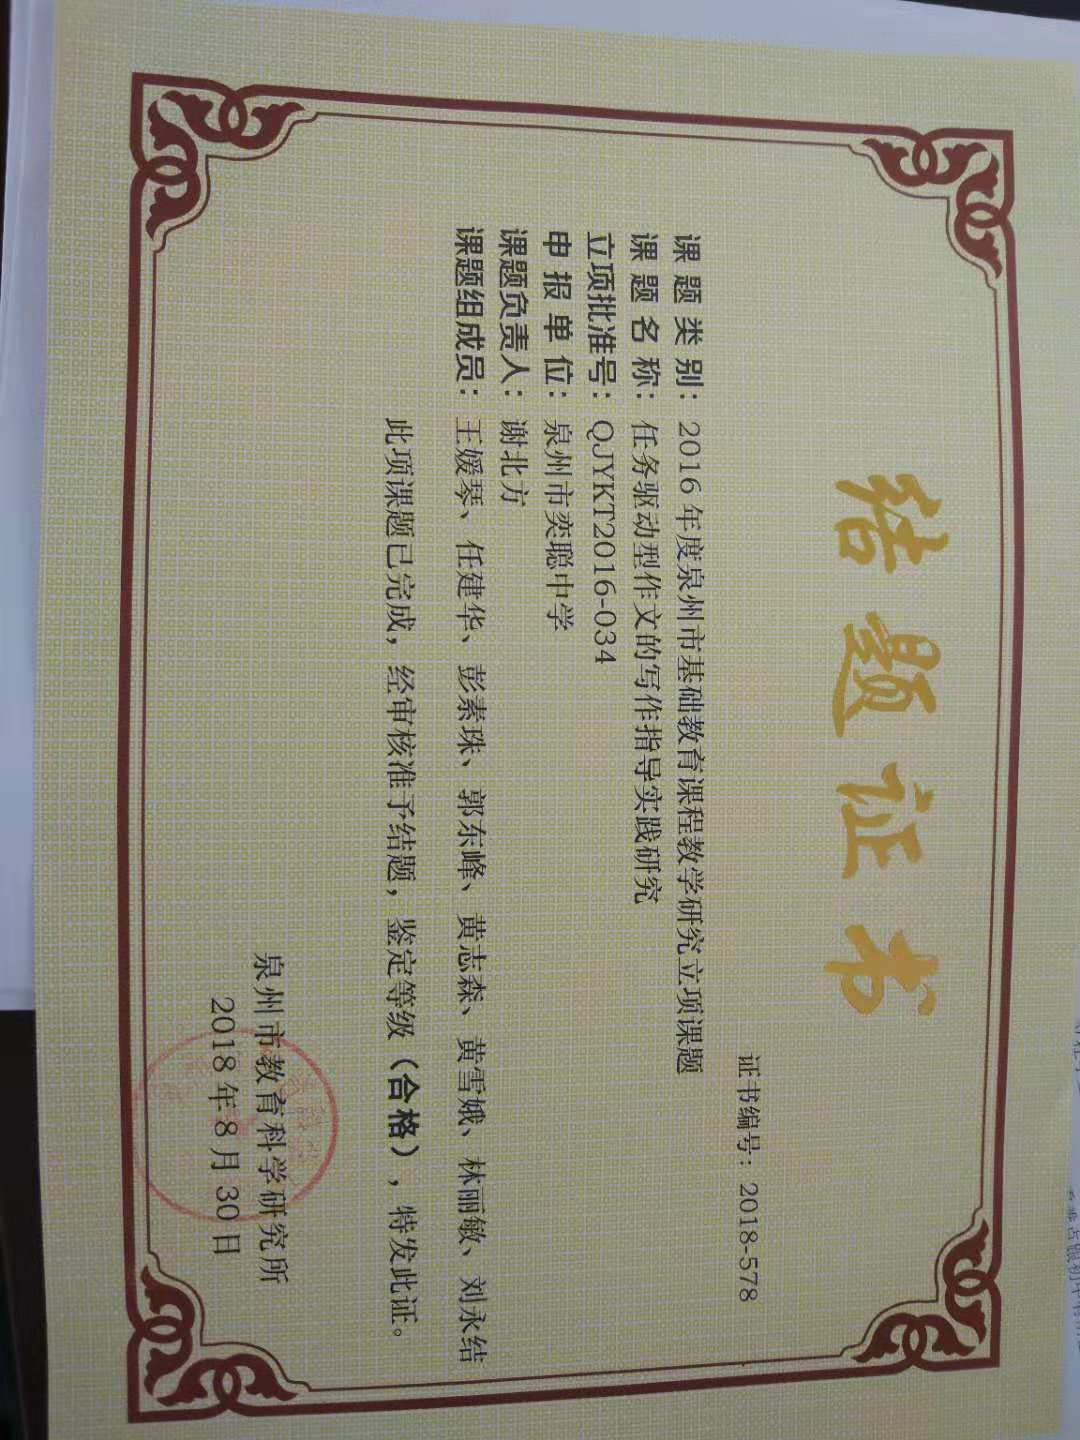 结题证书
证书编号：2018-578
课题类别：2016年度泉州市基础教育课程教学研究立项课题
课题名称：任务驱动型作文的写作指导实践研究
立项批准号：QJYKT2016-034
申报单位：泉州市奕聪中学
课题负责人：谢北方
课题组成员：王媛琴、任建华、彭素珠、郭东峰、黄志森、黄雪娥、林丽敏、刘永结
此项课题已完成，经审核准予结题，鉴定等级（合格），特发此证。
泉州市教育科学研究所
2018年8月30日